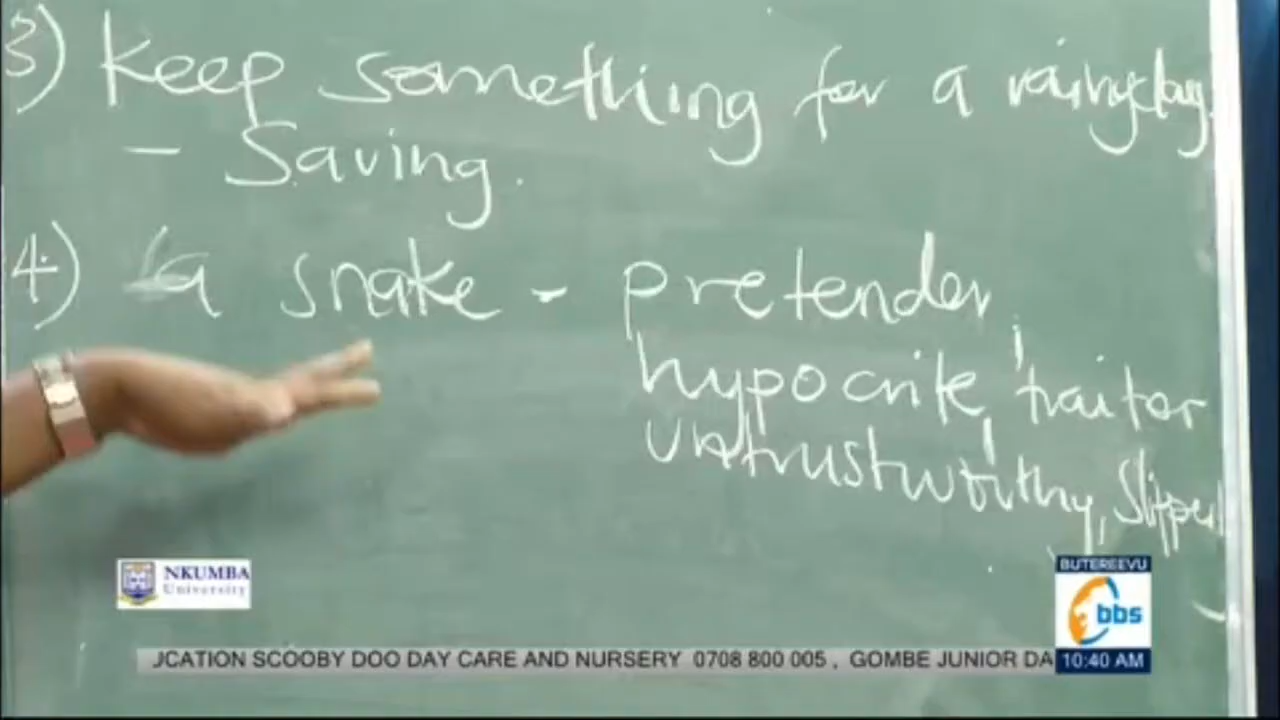 3) Keep something for a rainy day.
- Saving.
4) a snake - pretender,
hypocrite, traitor
untrustworthy,
NKUMBA
University
BUTEREEVU
bbs
JCATION SCOOBY DOO DAY CARE AND NURSERY 0708 800 005 , GOMBE JUNIOR DA
10:40 AM